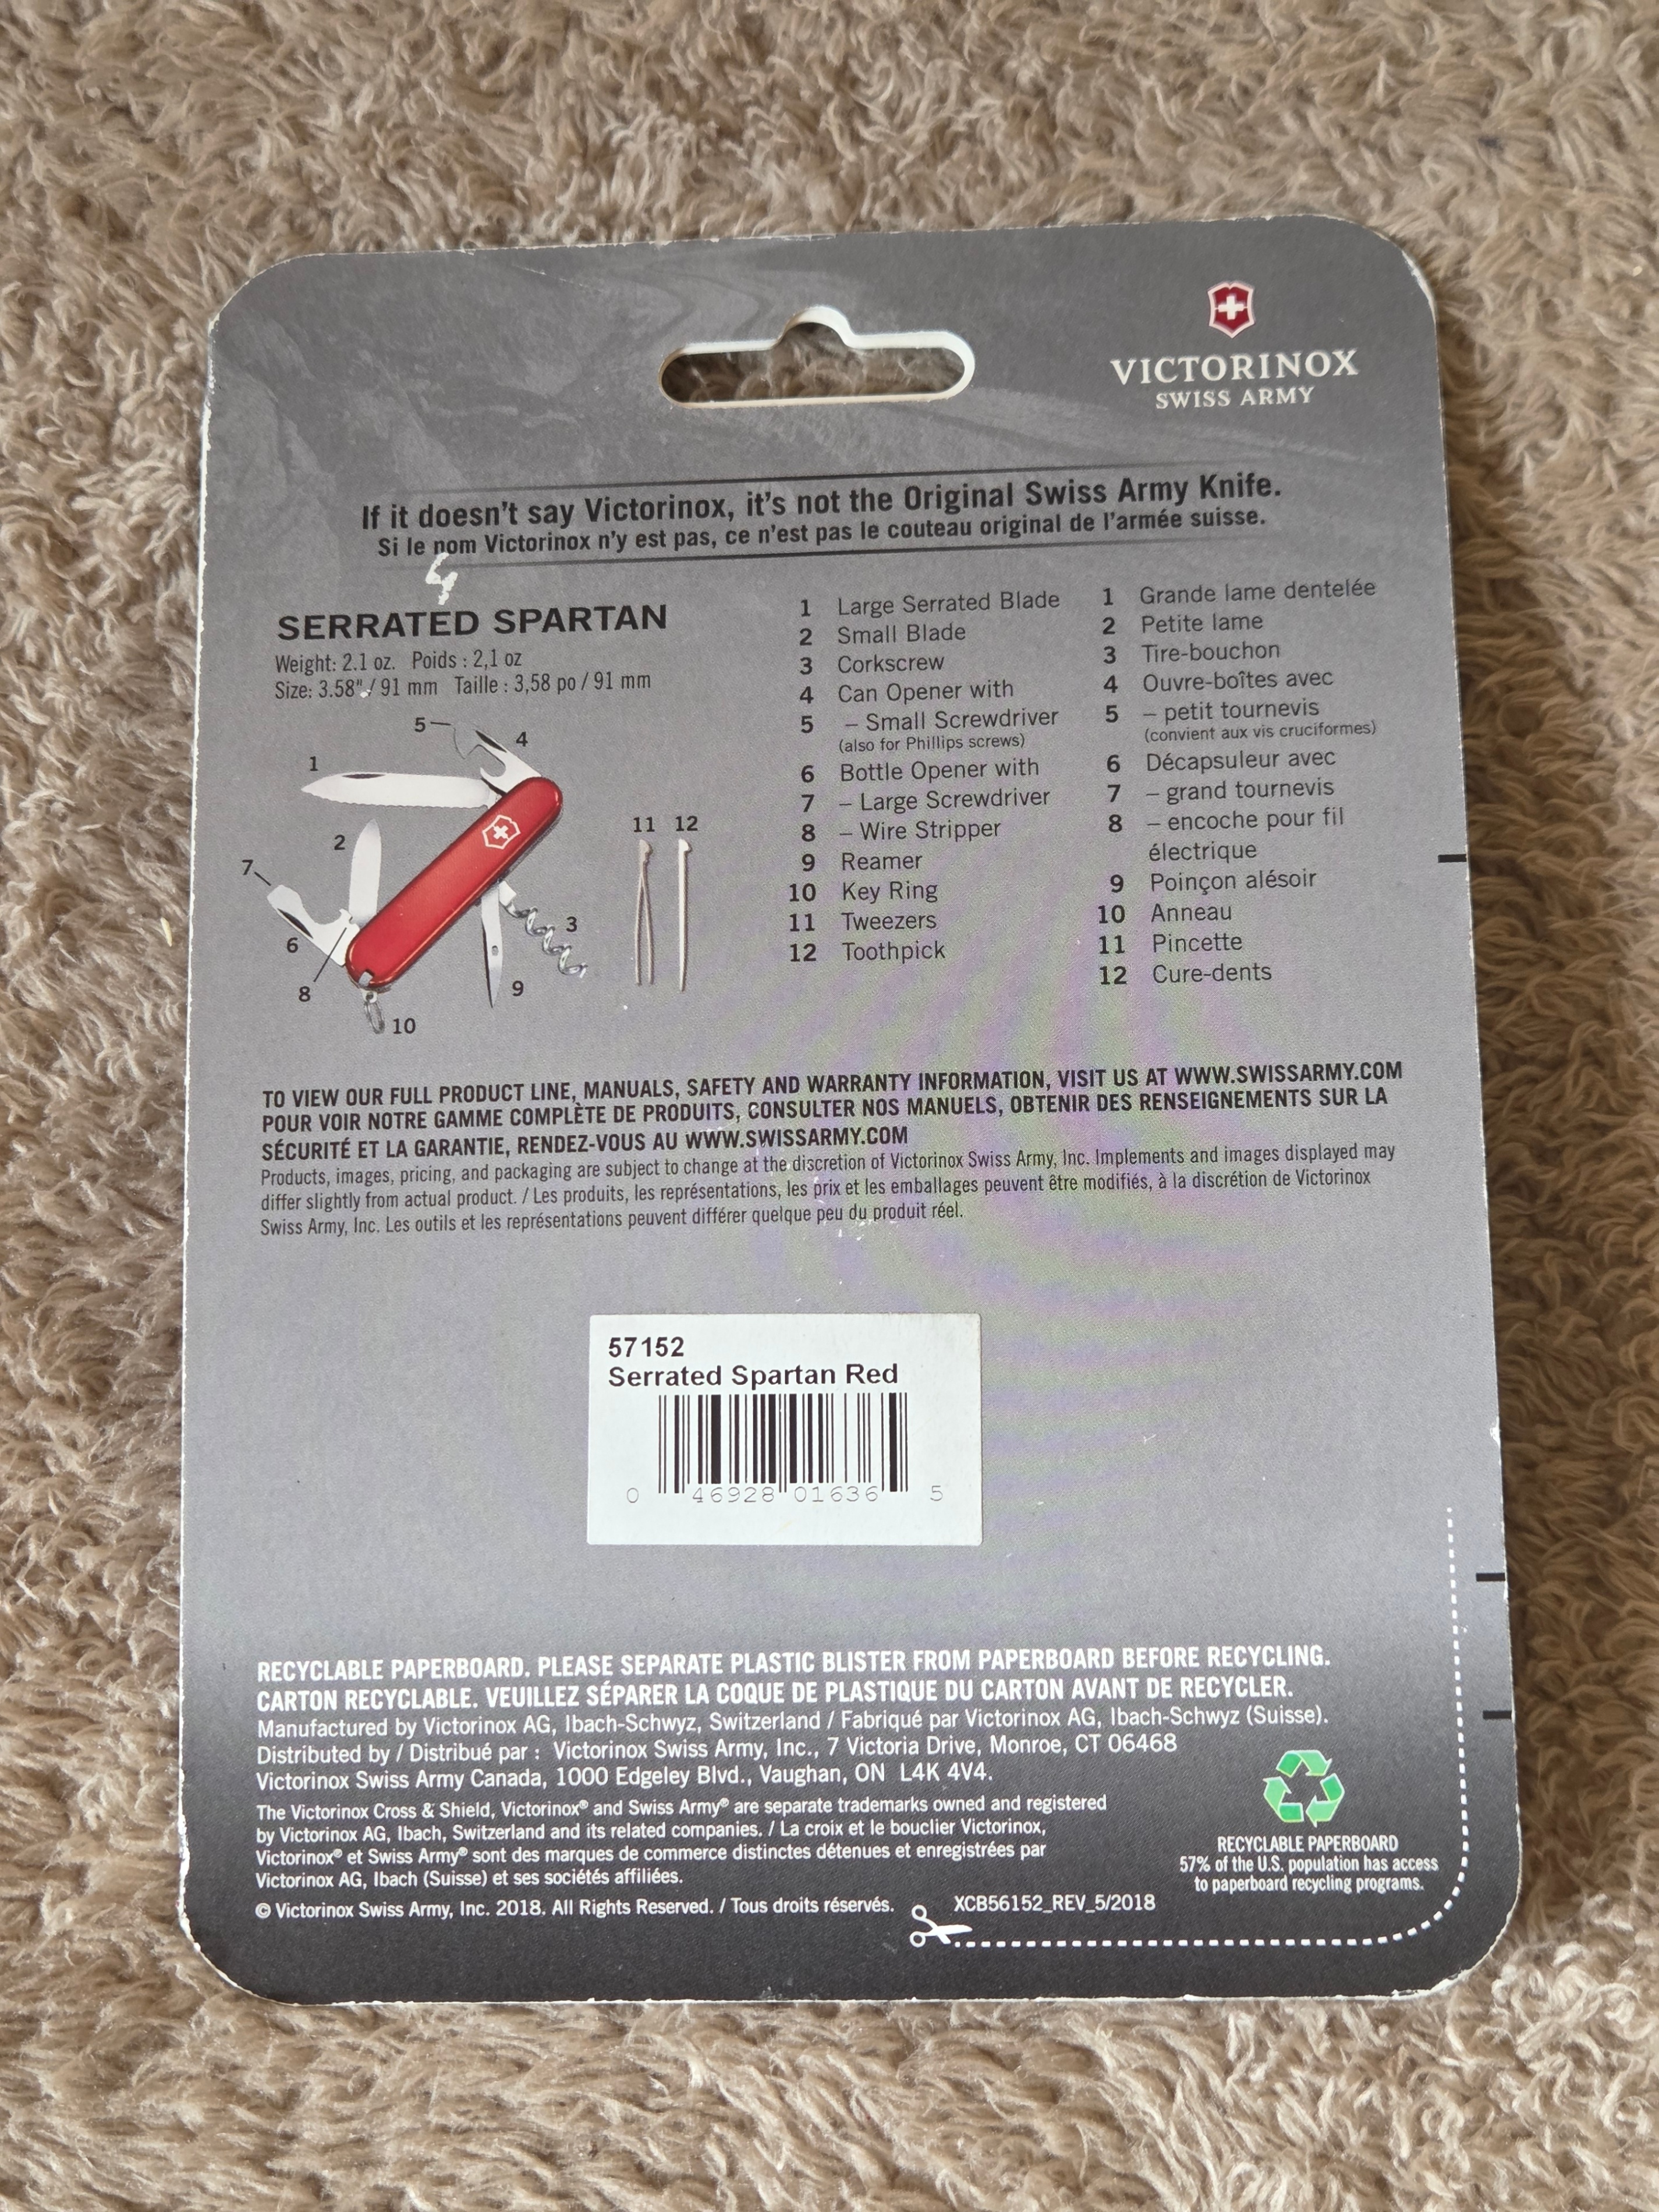 VICTORINOX
SWISS ARMY
If it doesn't say Victorinox, it's not the Original Swiss Army Knife.
Si le nom Victorinox n'y est pas, ce n'est pas le couteau original de l'armée suisse.
SERRATED SPARTAN
Weight: 2.1 oz. Poids : 2,1 oz
Size: 3.58" / 91 mm Taille : 3,58 po / 91 mm
5
4
1
2
11 12
7
3
6
8
9
10
1 Large Serrated Blade
2 Small Blade
3 Corkscrew
4 Can Opener with
5 – Small Screwdriver
(also for Phillips screws)
6 Bottle Opener with
7 – Large Screwdriver
8 – Wire Stripper
9 Reamer
10 Key Ring
11 Tweezers
12 Toothpick
1 Grande lame dentelée
2 Petite lame
3 Tire-bouchon
4 Ouvre-boîtes avec
5 – petit tournevis
(convient aux vis cruciformes)
6 Décapsuleur avec
7 – grand tournevis
8 – encoche pour fil
électrique
9 Poinçon alésoir
10 Anneau
11 Pincette
12 Cure-dents
TO VIEW OUR FULL PRODUCT LINE, MANUALS, SAFETY AND WARRANTY INFORMATION, VISIT US AT WWW.SWISSARMY.COM
POUR VOIR NOTRE GAMME COMPLÈTE DE PRODUITS, CONSULTER NOS MANUELS, OBTENIR DES RENSEIGNEMENTS SUR LA
SÉCURITÉ ET LA GARANTIE, RENDEZ-VOUS AU WWW.SWISSARMY.COM
Products, images, pricing, and packaging are subject to change at the discretion of Victorinox Swiss Army, Inc. Implements and images displayed may
differ slightly from actual product. / Les produits, les représentations, les prix et les emballages peuvent être modifiés, à la discrétion de Victorinox
Swiss Army, Inc. Les outils et les représentations peuvent différer quelque peu du produit réel.
57152
Serrated Spartan Red
0 46928 01636 5
RECYCLABLE PAPERBOARD. PLEASE SEPARATE PLASTIC BLISTER FROM PAPERBOARD BEFORE RECYCLING.
CARTON RECYCLABLE. VEUILLEZ SÉPARER LA COQUE DE PLASTIQUE DU CARTON AVANT DE RECYCLER.
Manufactured by Victorinox AG, Ibach-Schwyz, Switzerland / Fabriqué par Victorinox AG, Ibach-Schwyz (Suisse).
Distributed by / Distribué par : Victorinox Swiss Army, Inc., 7 Victoria Drive, Monroe, CT 06468
Victorinox Swiss Army Canada, 1000 Edgeley Blvd., Vaughan, ON L4K 4V4.
The Victorinox Cross & Shield, Victorinox® and Swiss Army® are separate trademarks owned and registered
by Victorinox AG, Ibach, Switzerland and its related companies. / La croix et le bouclier Victorinox,
Victorinox® et Swiss Army® sont des marques de commerce distinctes détenues et enregistrées par
Victorinox AG, Ibach (Suisse) et ses sociétés affiliées.
© Victorinox Swiss Army, Inc. 2018. All Rights Reserved. / Tous droits réservés.
XCB56152_REV_5/2018
RECYCLABLE PAPERBOARD
57% of the U.S. population has access
to paperboard recycling programs.